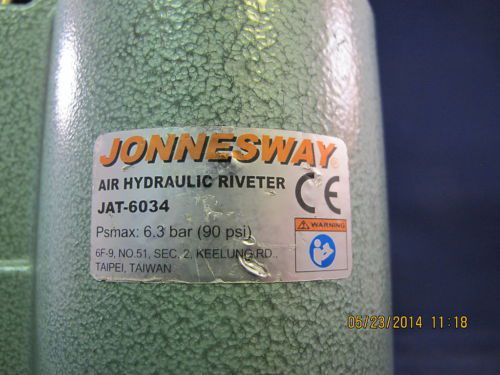 JONNESWAY®
AIR HYDRAULIC RIVETER
JAT-6034
CE
Psmax: 6.3 bar (90 psi)
WARNING
6F-9, NO.51, SEC, 2, KEELUNG.RD..
TAIPEI, TAIWAN
05/23/2014 11:18